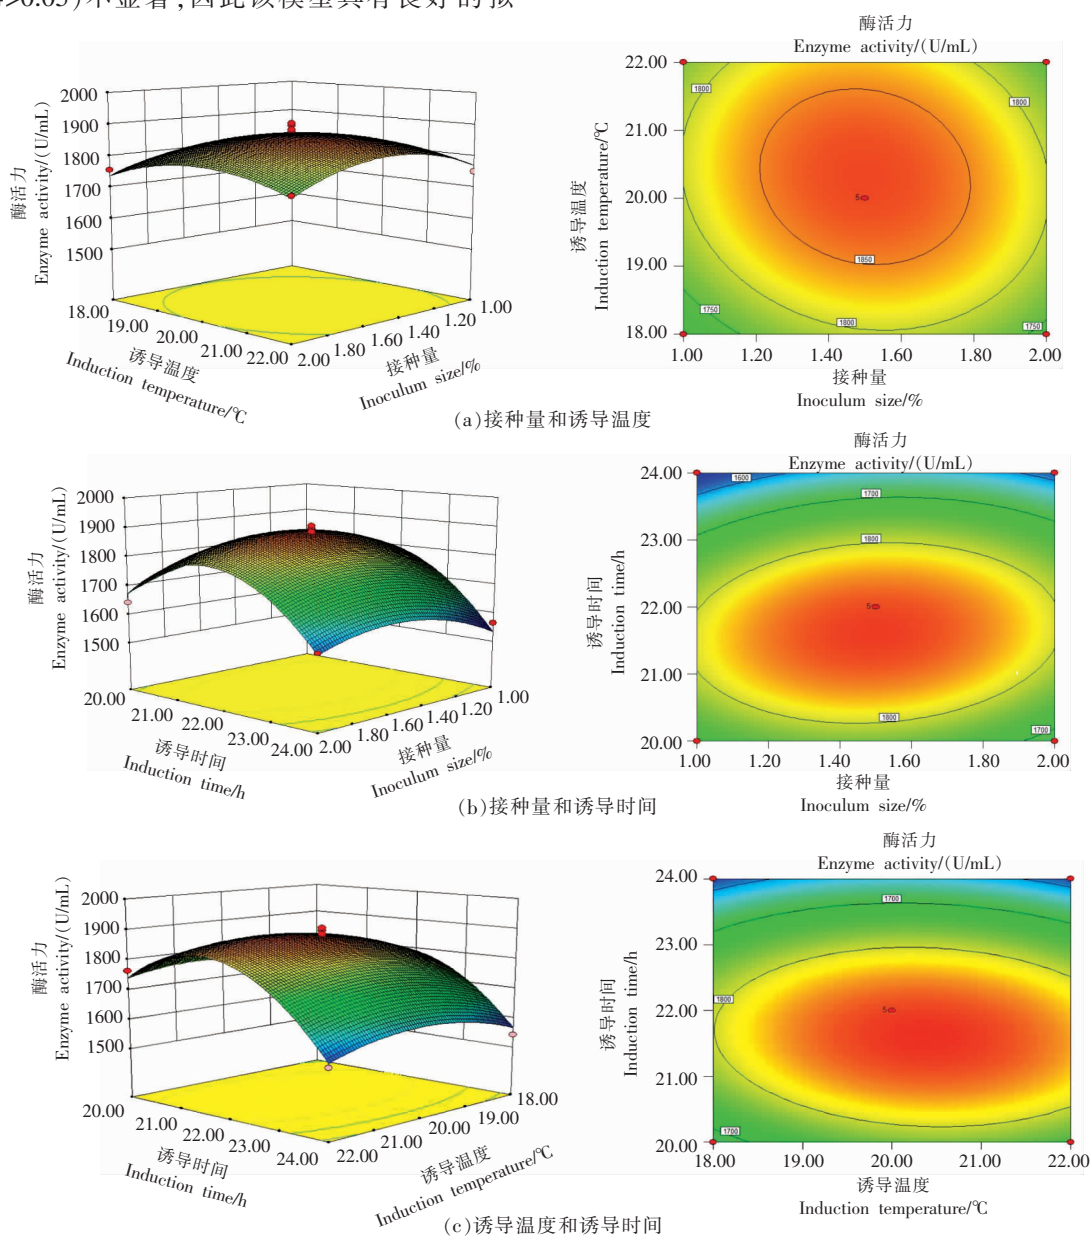 >0.05)不显著,因此该模型具有良好的拟
酶活力
Enzyme activity/(U/mL)
2000
1900
1800
1700
1600
1500
酶活力
Enzyme activity/(U/mL)
18.00
19.00
20.00
21.00
22.00
诱导温度
Induction temperature/℃
2.00
1.80
1.60
1.40
1.20
1.00
接种量
Inoculum size/%
22.00
21.00
20.00
19.00
18.00
诱导温度
Induction temperature/℃
1800
1800
5
1850
1750
1800
1750
1.00 1.20 1.40 1.60 1.80 2.00
接种量
Inoculum size/%
(a)接种量和诱导温度
酶活力
Enzyme activity/(U/mL)
2000
1900
1800
1700
1600
1500
酶活力
Enzyme activity/(U/mL)
20.00
21.00
22.00
23.00
24.00
诱导时间
Induction time/h
2.00
1.80
1.60
1.40
1.20
1.00
接种量
Inoculum size/%
24.00
23.00
22.00
21.00
20.00
诱导时间
Induction time/h
1600
1700
1800
5
1800
1700
1.00 1.20 1.40 1.60 1.80 2.00
接种量
Inoculum size/%
(b)接种量和诱导时间
酶活力
Enzyme activity/(U/mL)
2000
1900
1800
1700
1600
1500
酶活力
Enzyme activity/(U/mL)
20.00
21.00
22.00
23.00
24.00
诱导时间
Induction time/h
22.00
21.00
20.00
19.00
18.00
诱导温度
Induction temperature/℃
24.00
23.00
22.00
21.00
20.00
诱导时间
Induction time/h
1700
1800
5
1700
18.00 19.00 20.00 21.00 22.00
诱导温度
Induction temperature/℃
(c)诱导温度和诱导时间